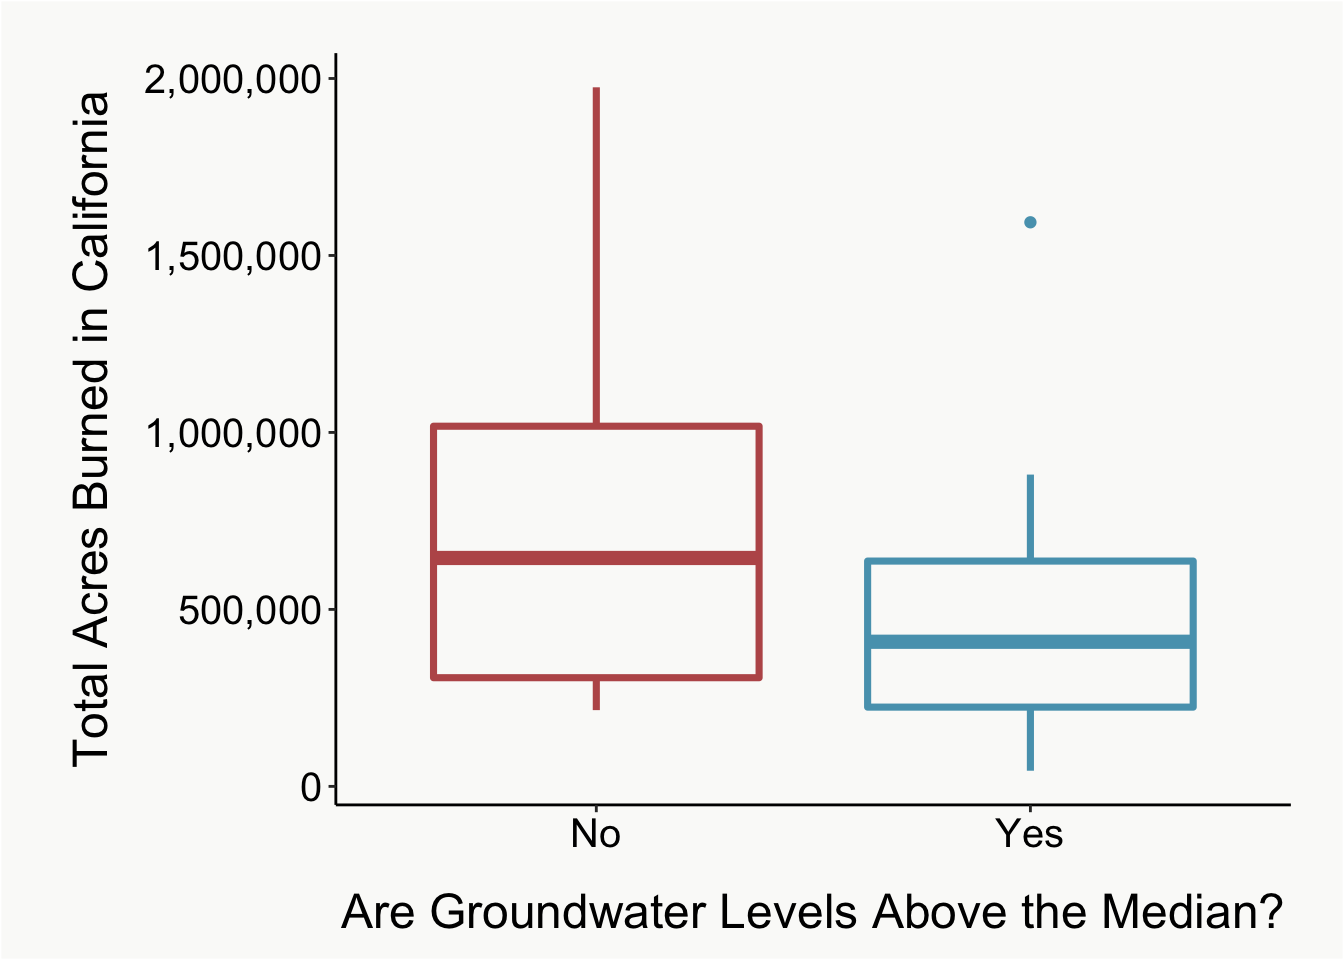 Total Acres Burned in California
2,000,000
1,500,000
1,000,000
500,000
0
No
Yes
Are Groundwater Levels Above the Median?